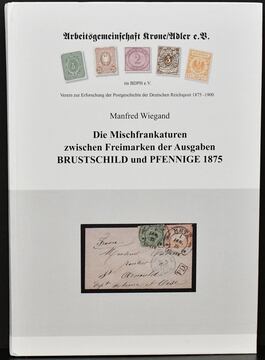 Arbeitsgemeinschaft Krone/Adler e.V.
im BDPH e.V.
Verein zur Erforschung der Postgeschichte der Deutschen Reichspost 1875 -1900
Manfred Wiegand
Die Mischfrankaturen
zwischen Freimarken der Ausgaben
BRUSTSCHILD und PFENNIGE 1875